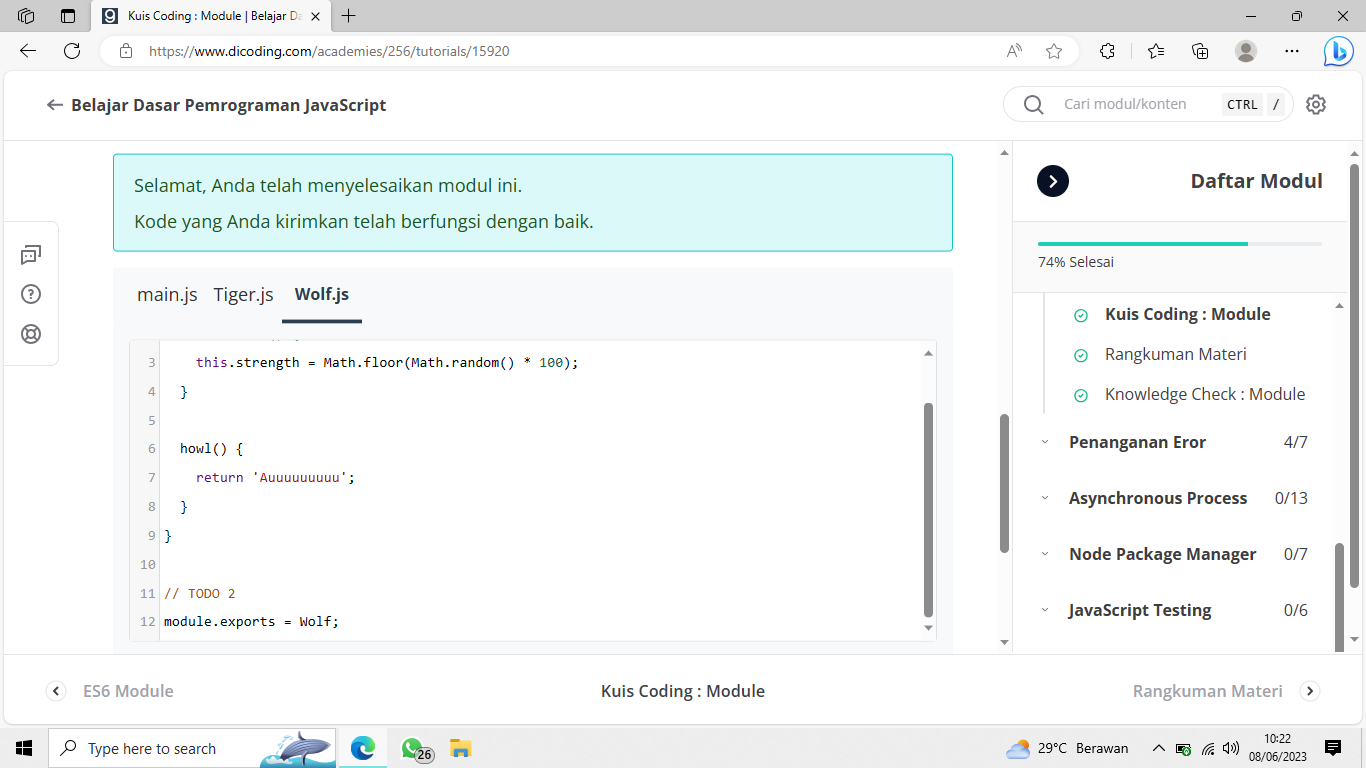 Kuis Coding : Module | Belajar Da
https://www.dicoding.com/academies/256/tutorials/15920
Belajar Dasar Pemrograman JavaScript
Cari modul/konten CTRL /
Selamat, Anda telah menyelesaikan modul ini.
Kode yang Anda kirimkan telah berfungsi dengan baik.
main.js Tiger.js Wolf.js
3 this.strength = Math.floor(Math.random() * 100);
4 }
5
6 howl() {
7 return 'Auuuuuuuuu';
8 }
9 }
10
11 // TODO 2
12 module.exports = Wolf;
Daftar Modul
74% Selesai
Kuis Coding : Module
Rangkuman Materi
Knowledge Check : Module
Penanganan Eror 4/7
Asynchronous Process 0/13
Node Package Manager 0/7
JavaScript Testing 0/6
ES6 Module
Kuis Coding : Module
Rangkuman Materi
Type here to search
26
29°C Berawan
10:22
08/06/2023